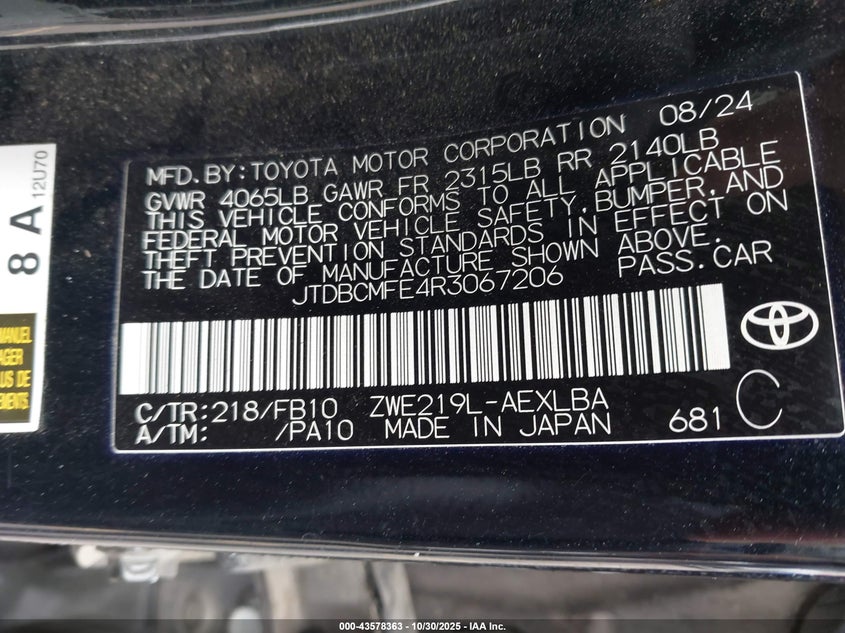 MFD.BY:TOYOTA MOTOR CORPORATION 08/24
GVWR 4065LB GAWR FR 2315LB RR 2140LB
THIS VEHICLE CONFORMS TO ALL APPLICABLE
FEDERAL MOTOR VEHICLE SAFETY,BUMPER,AND
THEFT PREVENTION STANDARDS IN EFFECT ON
THE DATE OF MANUFACTURE SHOWN ABOVE.
JTDBCMFE4R3067206 PASS.CAR
C/TR:218/FB10 ZWE219L-AEXLBA
A/TM: /PA10 MADE IN JAPAN 681 C
8 A
12U70
MANUEL
US DE
000-43578363 - 10/30/2025 - IAA Inc.